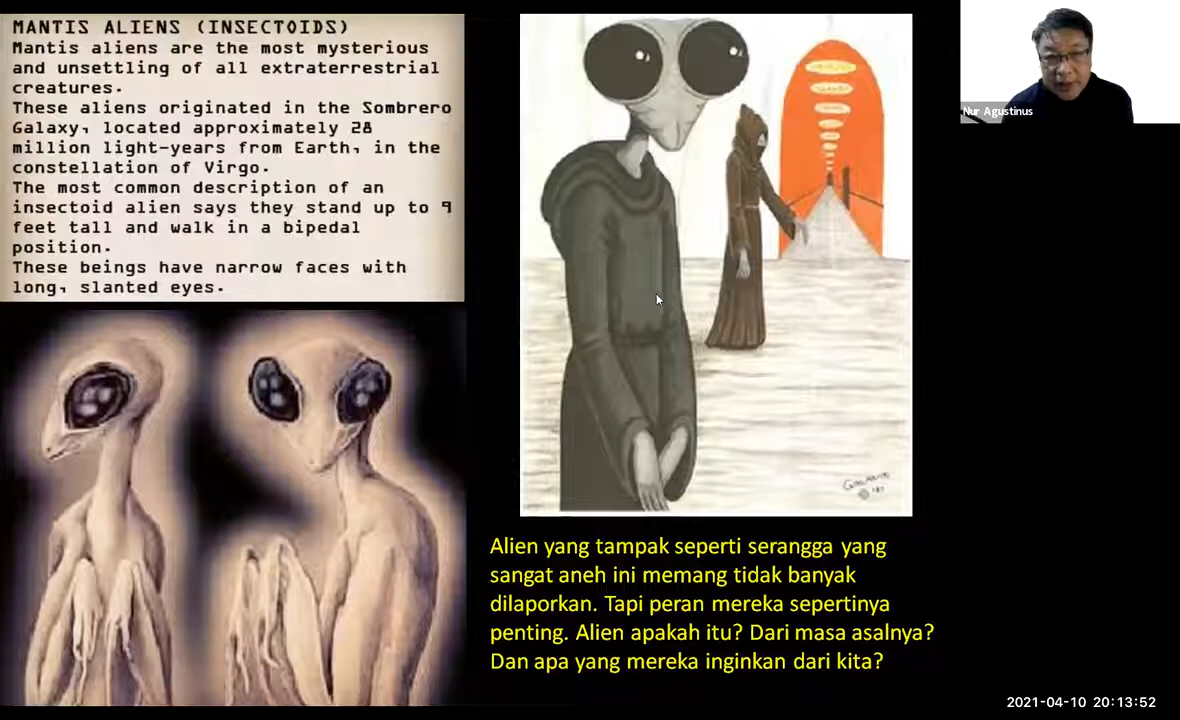 MANTIS ALIENS (INSECTOIDS)
Mantis aliens are the most mysterious
and unsettling of all extraterrestrial
creatures.
These aliens originated in the Sombrero
Galaxy, located approximately 28
million light-years from Earth, in the
constellation of Virgo.
The most common description of an
insectoid alien says they stand up to 9
feet tall and walk in a bipedal
position.
These beings have narrow faces with
long, slanted eyes.
Nur Agustinus
Alien yang tampak seperti serangga yang
sangat aneh ini memang tidak banyak
dilaporkan. Tapi peran mereka sepertinya
penting. Alien apakah itu? Dari masa asalnya?
Dan apa yang mereka inginkan dari kita?
2021-04-10 20:13:52